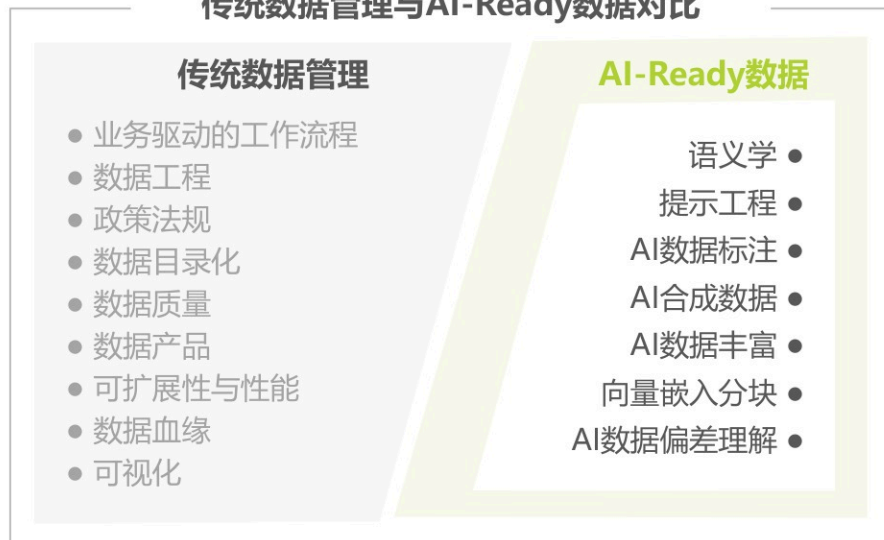 传统数据管理与AI-Ready数据对比
传统数据管理
● 业务驱动的工作流程
● 数据工程
● 政策法规
● 数据目录化
● 数据质量
● 数据产品
● 可扩展性与性能
● 数据血缘
● 可视化
AI-Ready数据
语义学 ●
提示工程 ●
AI数据标注 ●
AI合成数据 ●
AI数据丰富 ●
向量嵌入分块 ●
AI数据偏差理解 ●